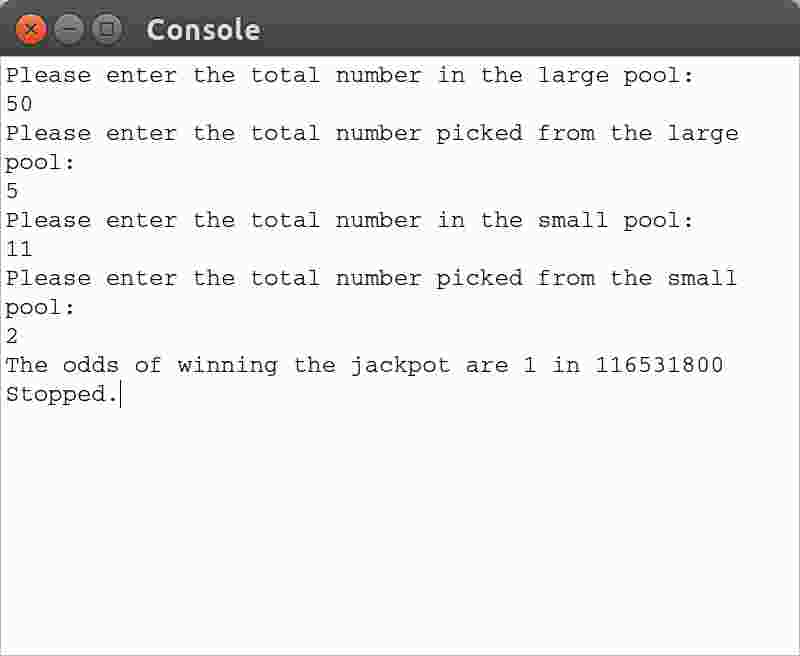 Console
Please enter the total number in the large pool:
50
Please enter the total number picked from the large
pool:
5
Please enter the total number in the small pool:
11
Please enter the total number picked from the small
pool:
2
The odds of winning the jackpot are 1 in 116531800
Stopped.